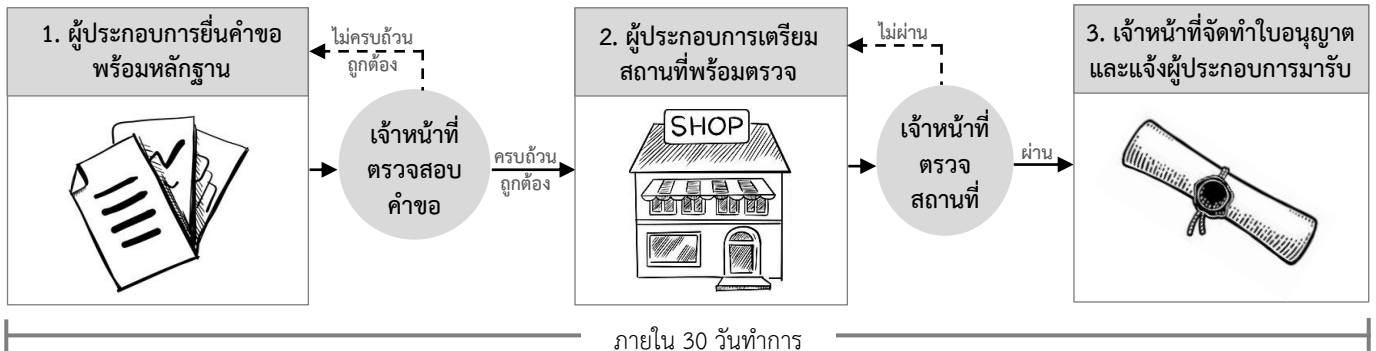 1. ผู้ประกอบการยื่นคำขอ
พร้อมหลักฐาน
ไม่ครบถ้วน
ถูกต้อง
เจ้าหน้าที่
ตรวจสอบ
คำขอ
ครบถ้วน
ถูกต้อง
2. ผู้ประกอบการเตรียม
สถานที่พร้อมตรวจ
SHOP
ไม่ผ่าน
เจ้าหน้าที่
ตรวจ
สถานที่
ผ่าน
3. เจ้าหน้าที่จัดทำใบอนุญาต
และแจ้งผู้ประกอบการมารับ
ภายใน 30 วันทำการ